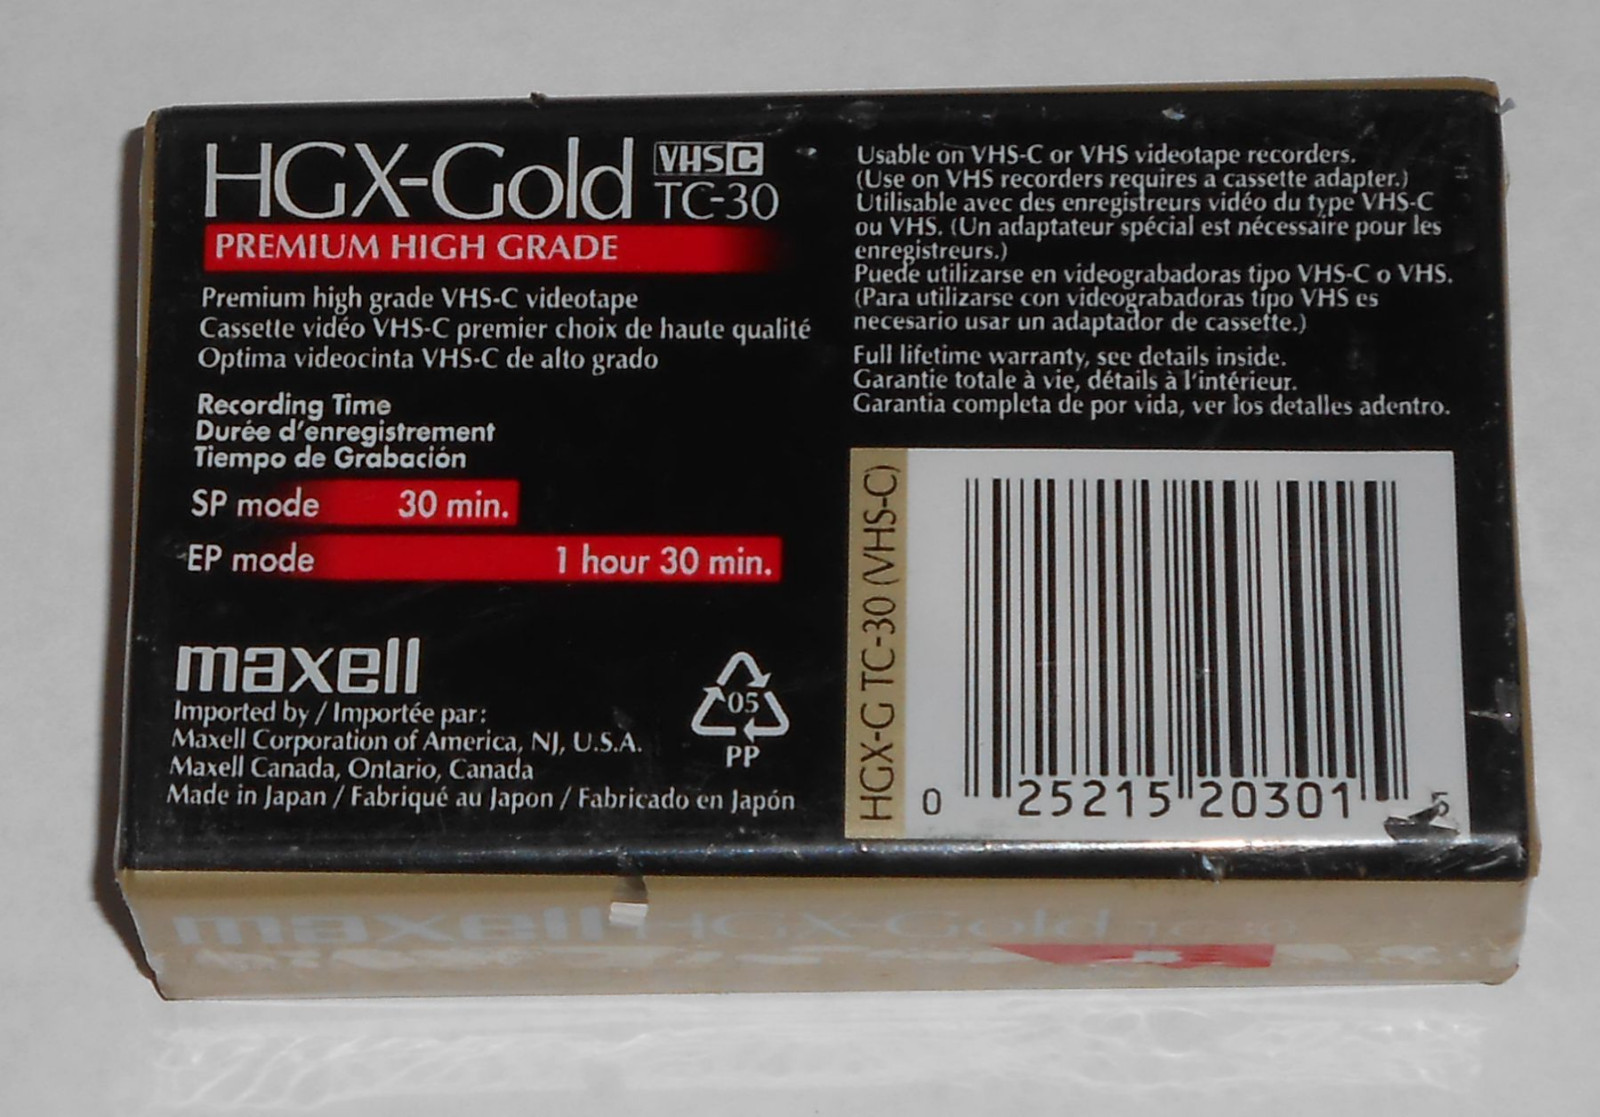 HGX-Gold VHS C
TC-30
PREMIUM HIGH GRADE
Premium high grade VHS-C videotape
Cassette vidéo VHS-C premier choix de haute qualité
Optima videocinta VHS-C de alto grado
Recording Time
Durée d'enregistrement
Tiempo de Grabación
SP mode 30 min.
EP mode 1 hour 30 min.
maxell
Imported by / Importée par:
Maxell Corporation of America, NJ, U.S.A.
Maxell Canada, Ontario, Canada
Made in Japan / Fabriqué au Japon / Fabricado en Japón
05
PP
Usable on VHS-C or VHS videotape recorders.
(Use on VHS recorders requires a cassette adapter.)
Utilisable avec des enregistreurs vidéo du type VHS-C
ou VHS. (Un adaptateur spécial est nécessaire pour les
enregistreurs.)
Puede utilizarse en videograbadoras tipo VHS-C o VHS.
(Para utilizarse con videograbadoras tipo VHS es
necesario usar un adaptador de cassette.)
Full lifetime warranty, see details inside.
Garantie totale à vie, détails à l'intérieur.
Garantia completa de por vida, ver los detalles adentro.
HGX-G TC-30 (VHS-C)
0 25215 20301 5
maxell HGX-Gold TC-30